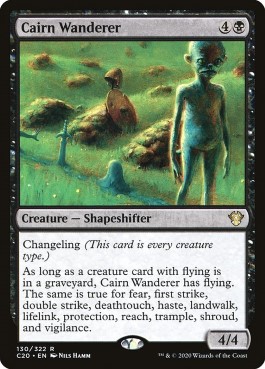 Cairn Wanderer 4
Creature — Shapeshifter
Changeling (This card is every creature
type.)
As long as a creature card with flying is
in a graveyard, Cairn Wanderer has flying.
The same is true for fear, first strike,
double strike, deathtouch, haste, landwalk,
lifelink, protection, reach, trample, shroud,
and vigilance.
4/4
130/322 R
C20 • EN Nils Hamm
™ & © 2020 Wizards of the Coast